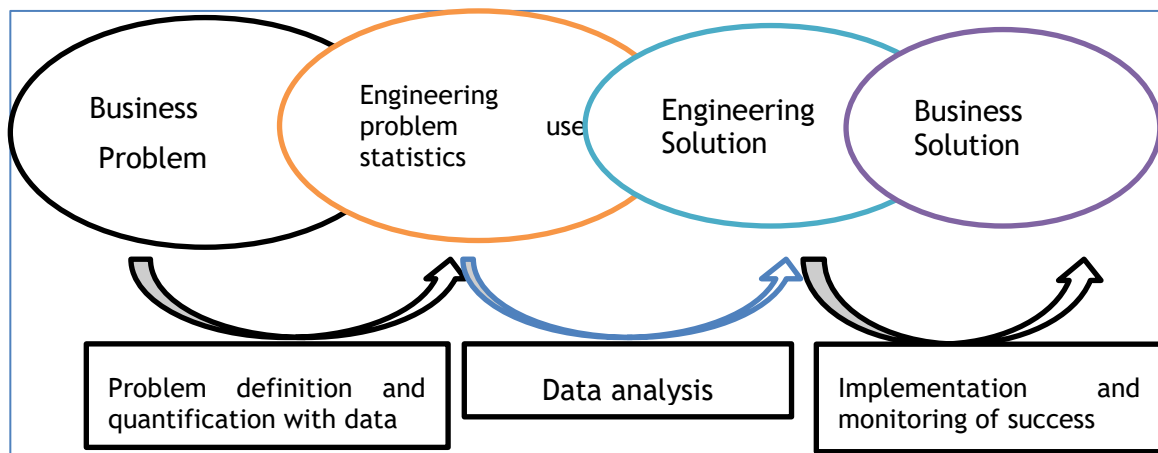 Business
Problem
Engineering
problem use
statistics
Engineering
Solution
Business
Solution
Problem definition and
quantification with data
Data analysis
Implementation and
monitoring of success